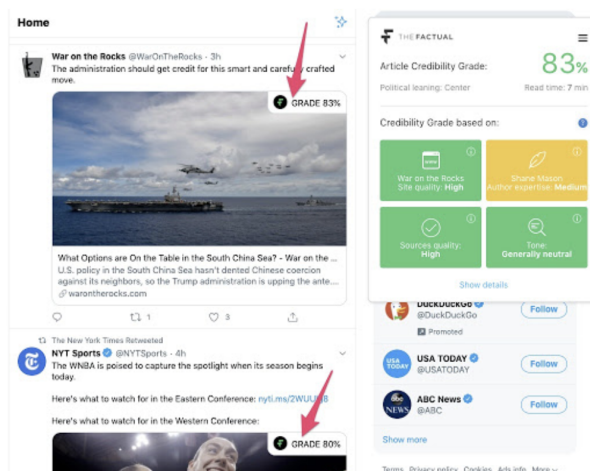 Home
War on the Rocks @WarOnTheRocks · 3h
The administration should get credit for this smart and carefully crafted
move.
GRADE 83%
What Options are On the Table in the South China Sea? - War on the ...
U.S. policy in the South China Sea hasn't dented Chinese coercion
against its neighbors, so the Trump administration is upping the ante....
warontherocks.com
1
3
The New York Times Retweeted
NYT Sports @NYTSports · 4h
The WNBA is poised to capture the spotlight when its season begins
today.
Here's what to watch for in the Eastern Conference:
Here's what to watch for in the Western Conference:
GRADE 80%
THE FACTUAL
Article Credibility Grade: 83%
Political leaning: Center
Read time: 7 min
Credibility Grade based on:
War on the Rocks
Site quality: High
Shane Mason
Author expertise: Medium
Sources quality:
High
Tone:
Generally neutral
Show details
DuckDuckGo
@DuckDuckGo
Promoted
Follow
USA TODAY
USA TODAY
@USATODAY
Follow
abc NEWS
ABC News
@ABC
Follow
Show more
Terms Privacy policy Cookies Ads info More